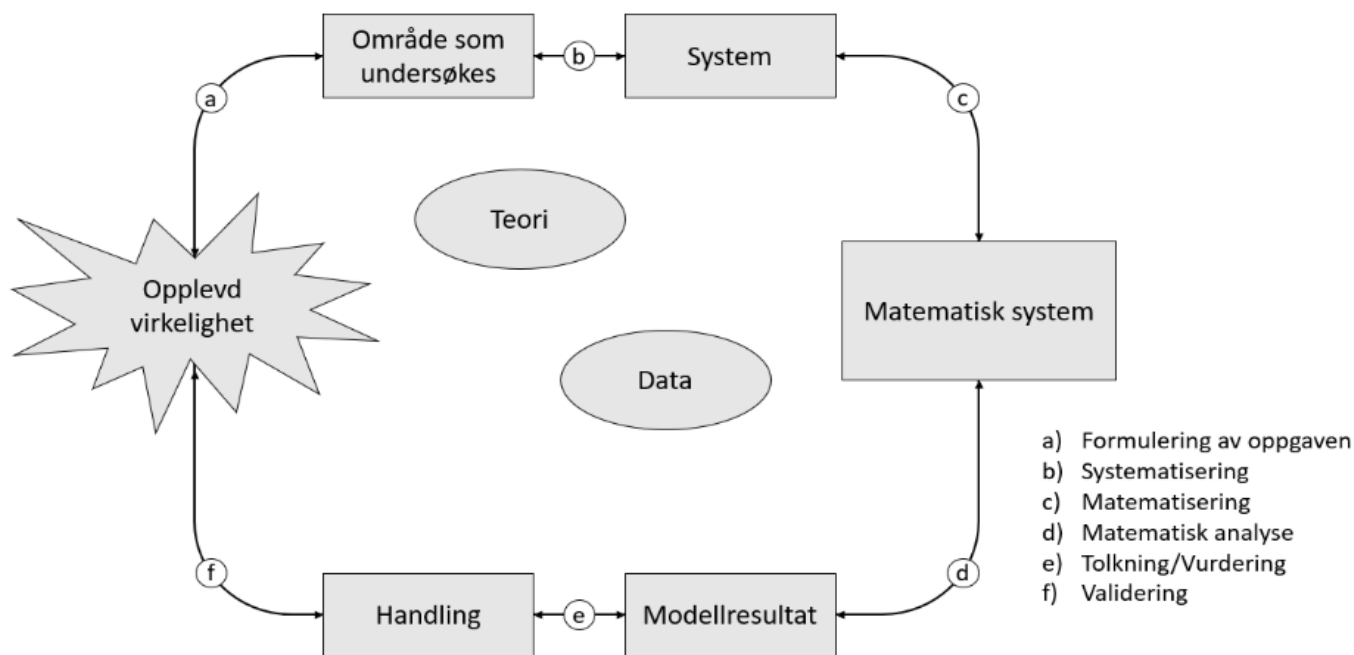 Område som
undersøkes
b
System
a
c
Teori
Opplevd
virkelighet
Matematisk system
Data
a) Formulering av oppgaven
b) Systematisering
c) Matematisering
d) Matematisk analyse
e) Tolkning/Vurdering
f) Validering
f
d
Handling
e
Modellresultat